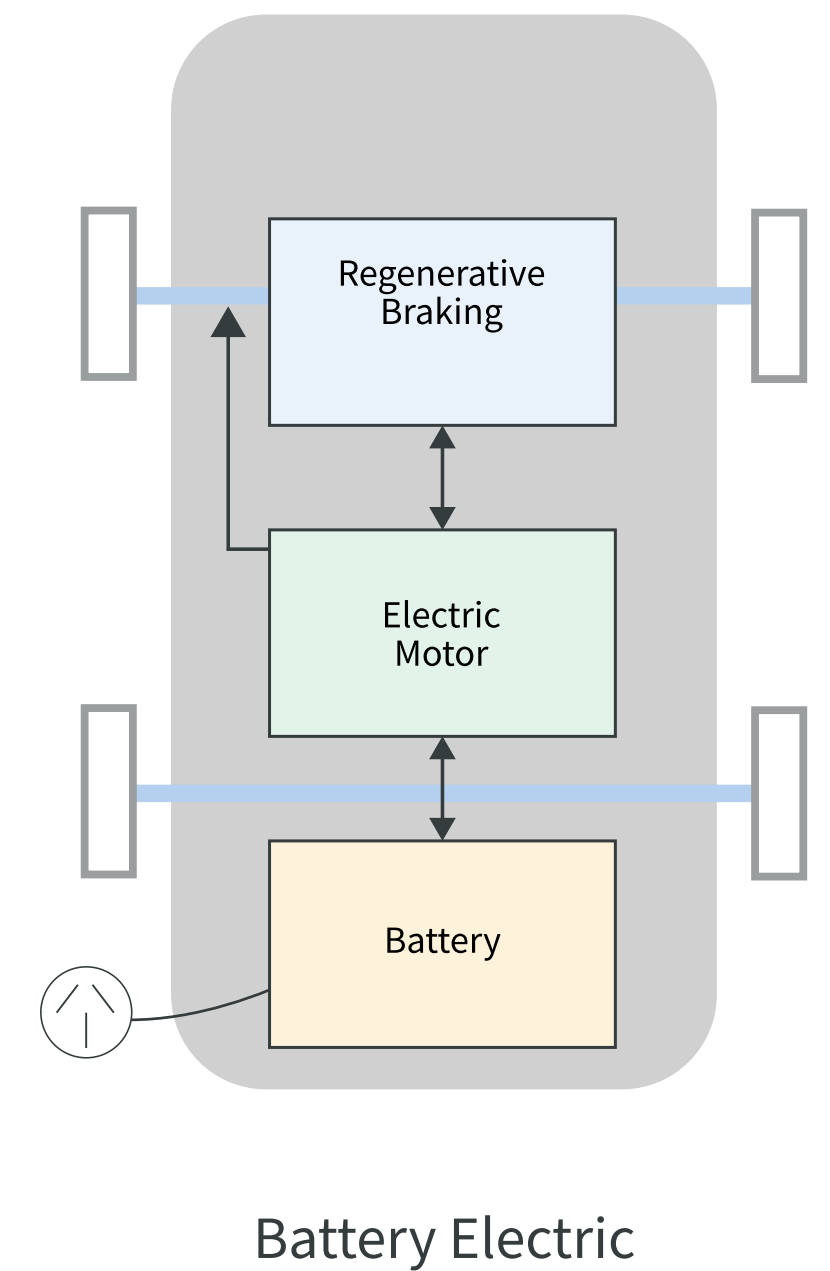 Regenerative
Braking
Electric
Motor
Battery
Battery Electric